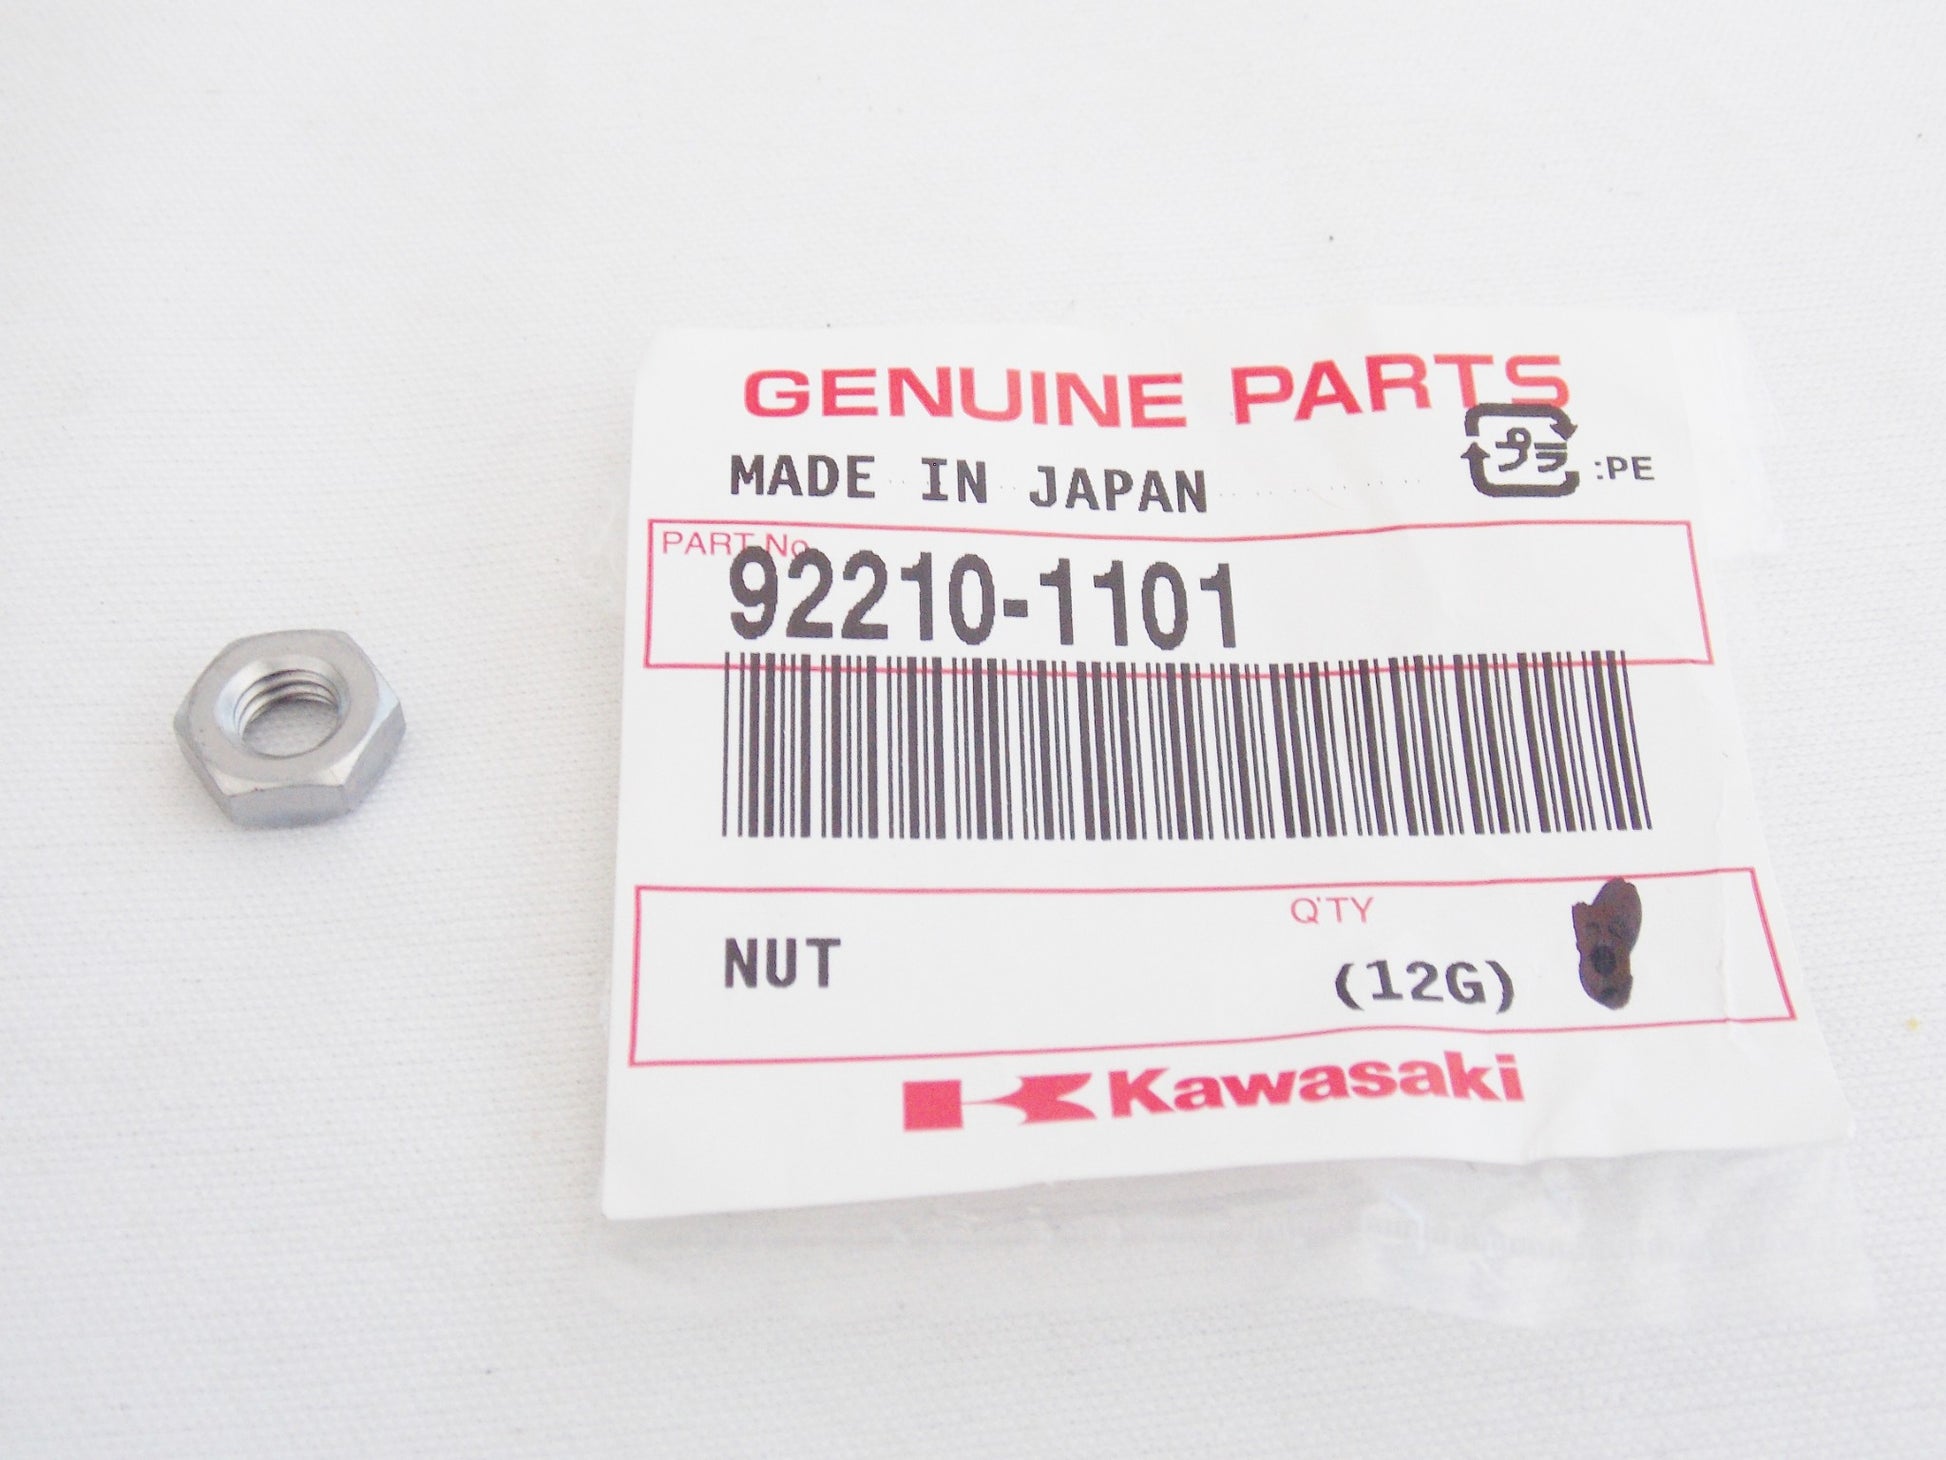 GENUINE PARTS
MADE IN JAPAN
プラ :PE
PART No.
92210-1101
Q'TY
NUT (12G)
Kawasaki